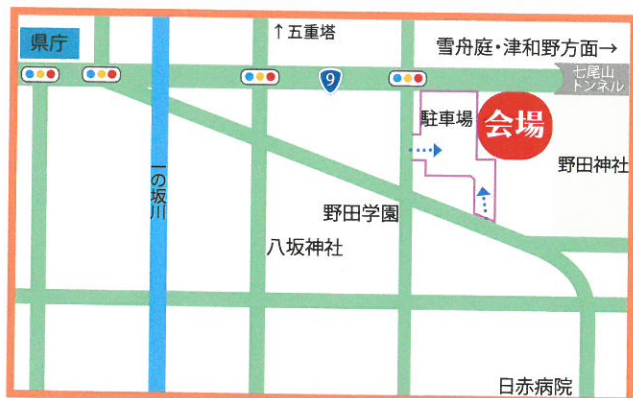 ↑五重塔
県庁
雪舟庭・津和野方面→
9
七尾山
トンネル
駐車場
会場
一の坂川
野田神社
野田学園
八坂神社
日赤病院